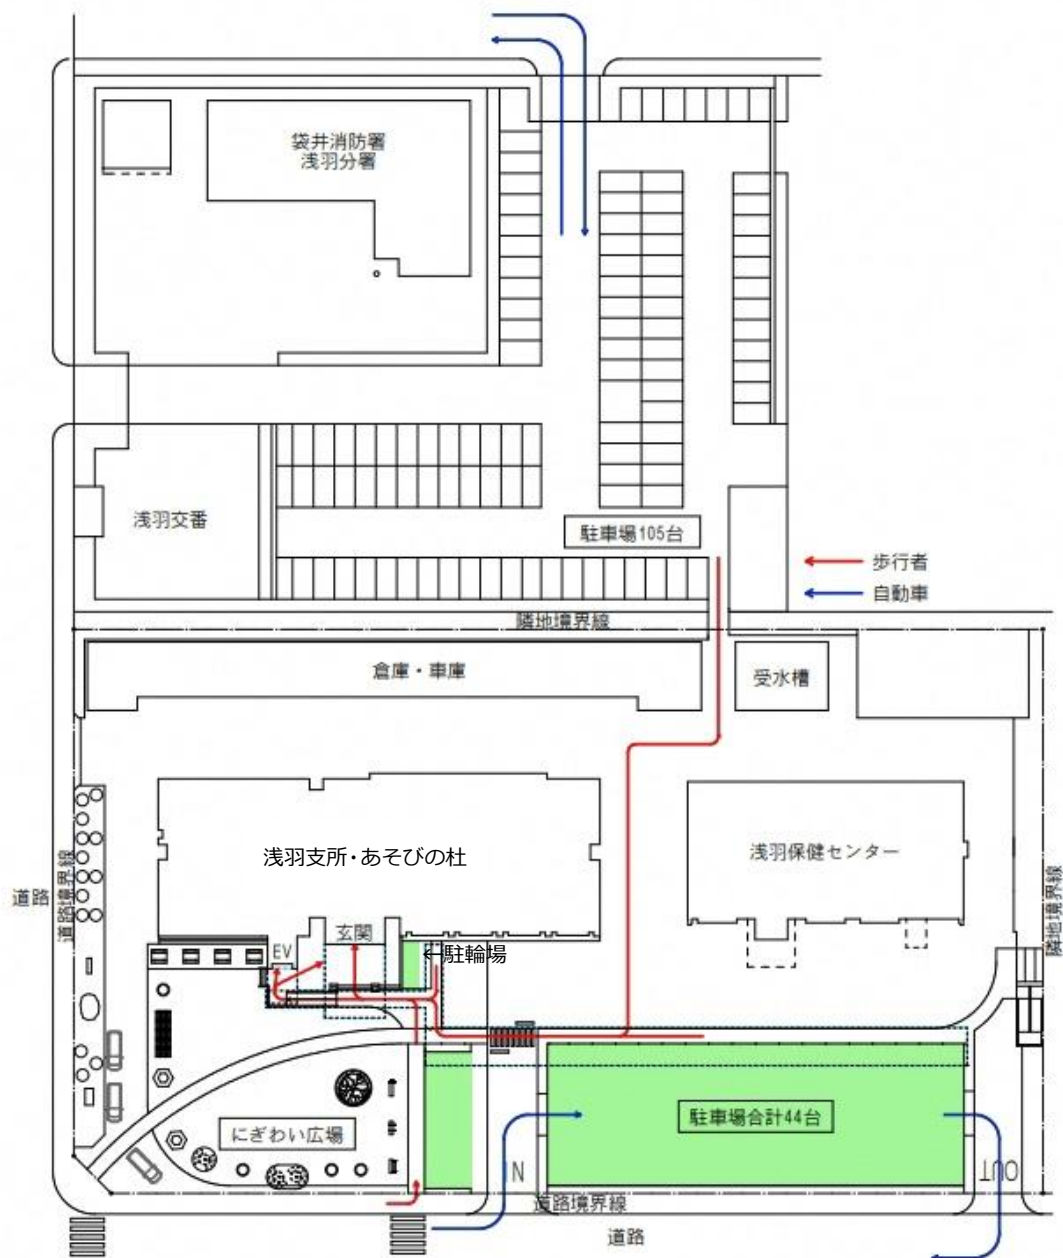 袋井消防署
浅羽分署
浅羽交番
駐車場105台
歩行者
自動車
隣地境界線
倉庫・車庫
受水槽
浅羽支所・あそびの杜
浅羽保健センター
道路
道路境界線
隣地境界線
EV
玄関
←駐輪場
にぎわい広場
駐車場合計44台
IN
OUT
道路境界線
道路